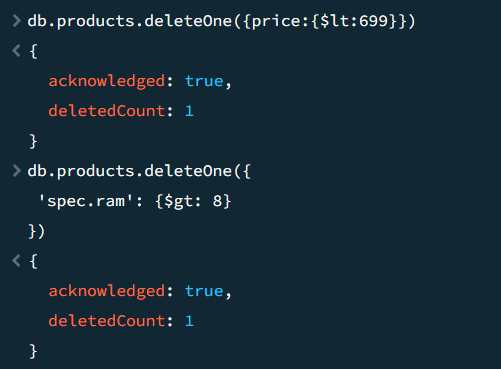 > db.products.deleteOne({price:{$lt:699}})
< {
    acknowledged: true,
    deletedCount: 1
  }
> db.products.deleteOne({
   'spec.ram': {$gt: 8}
  })
< {
    acknowledged: true,
    deletedCount: 1
  }